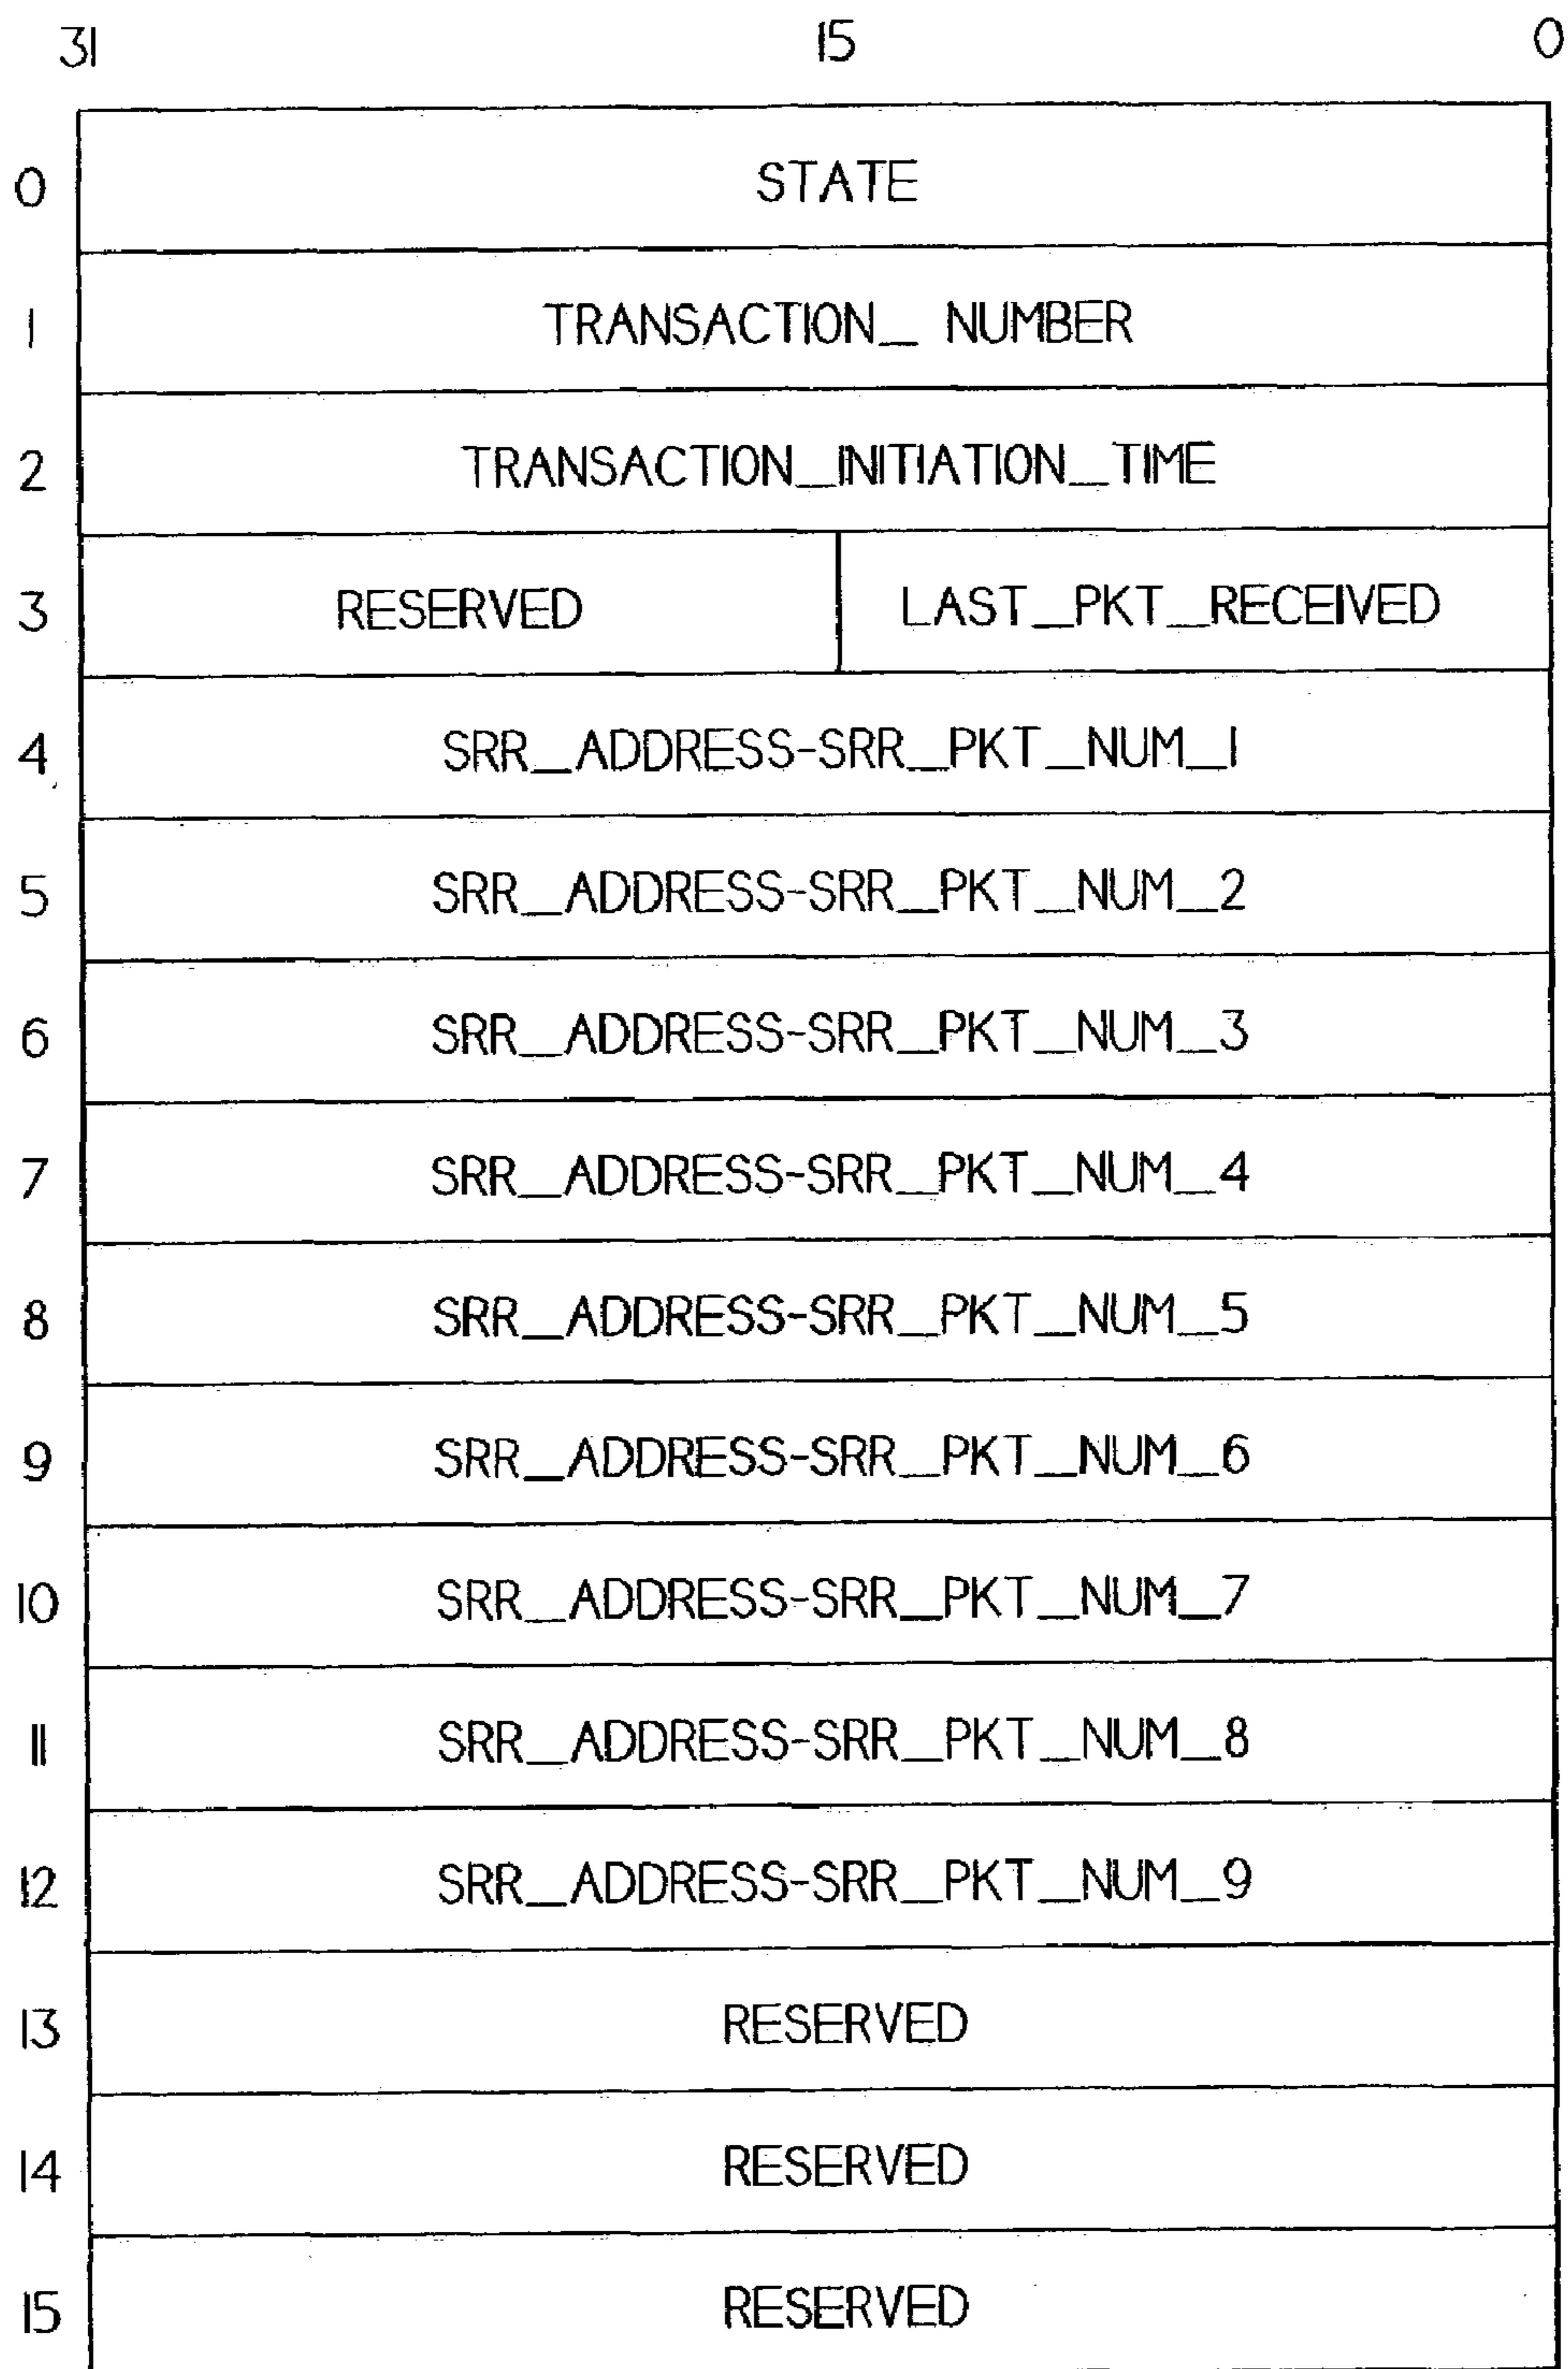 31 15 0
0 STATE
1 TRANSACTION_ NUMBER
2 TRANSACTION_INITIATION_TIME
3 RESERVED LAST_PKT_RECEIVED
4 SRR_ADDRESS-SRR_PKT_NUM_1
5 SRR_ADDRESS-SRR_PKT_NUM_2
6 SRR_ADDRESS-SRR_PKT_NUM_3
7 SRR_ADDRESS-SRR_PKT_NUM_4
8 SRR_ADDRESS-SRR_PKT_NUM_5
9 SRR_ADDRESS-SRR_PKT_NUM_6
10 SRR_ADDRESS-SRR_PKT_NUM_7
11 SRR_ADDRESS-SRR_PKT_NUM_8
12 SRR_ADDRESS-SRR_PKT_NUM_9
13 RESERVED
14 RESERVED
15 RESERVED